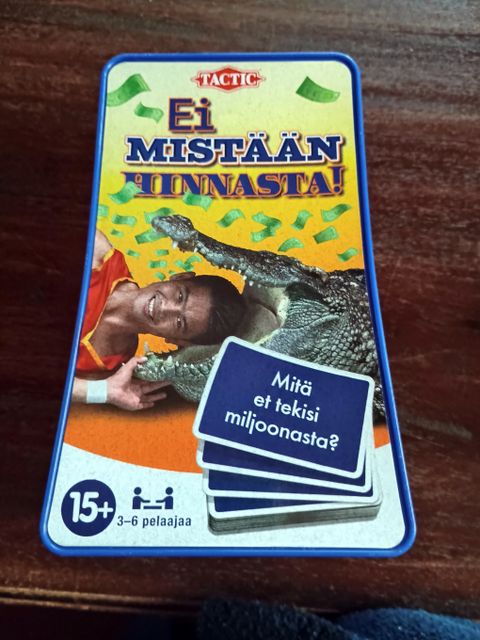 TACTIC
Ei
MISTÄÄN
HINNASTA!
Mitä
et tekisi
miljoonasta?
15+
3–6 pelaajaa